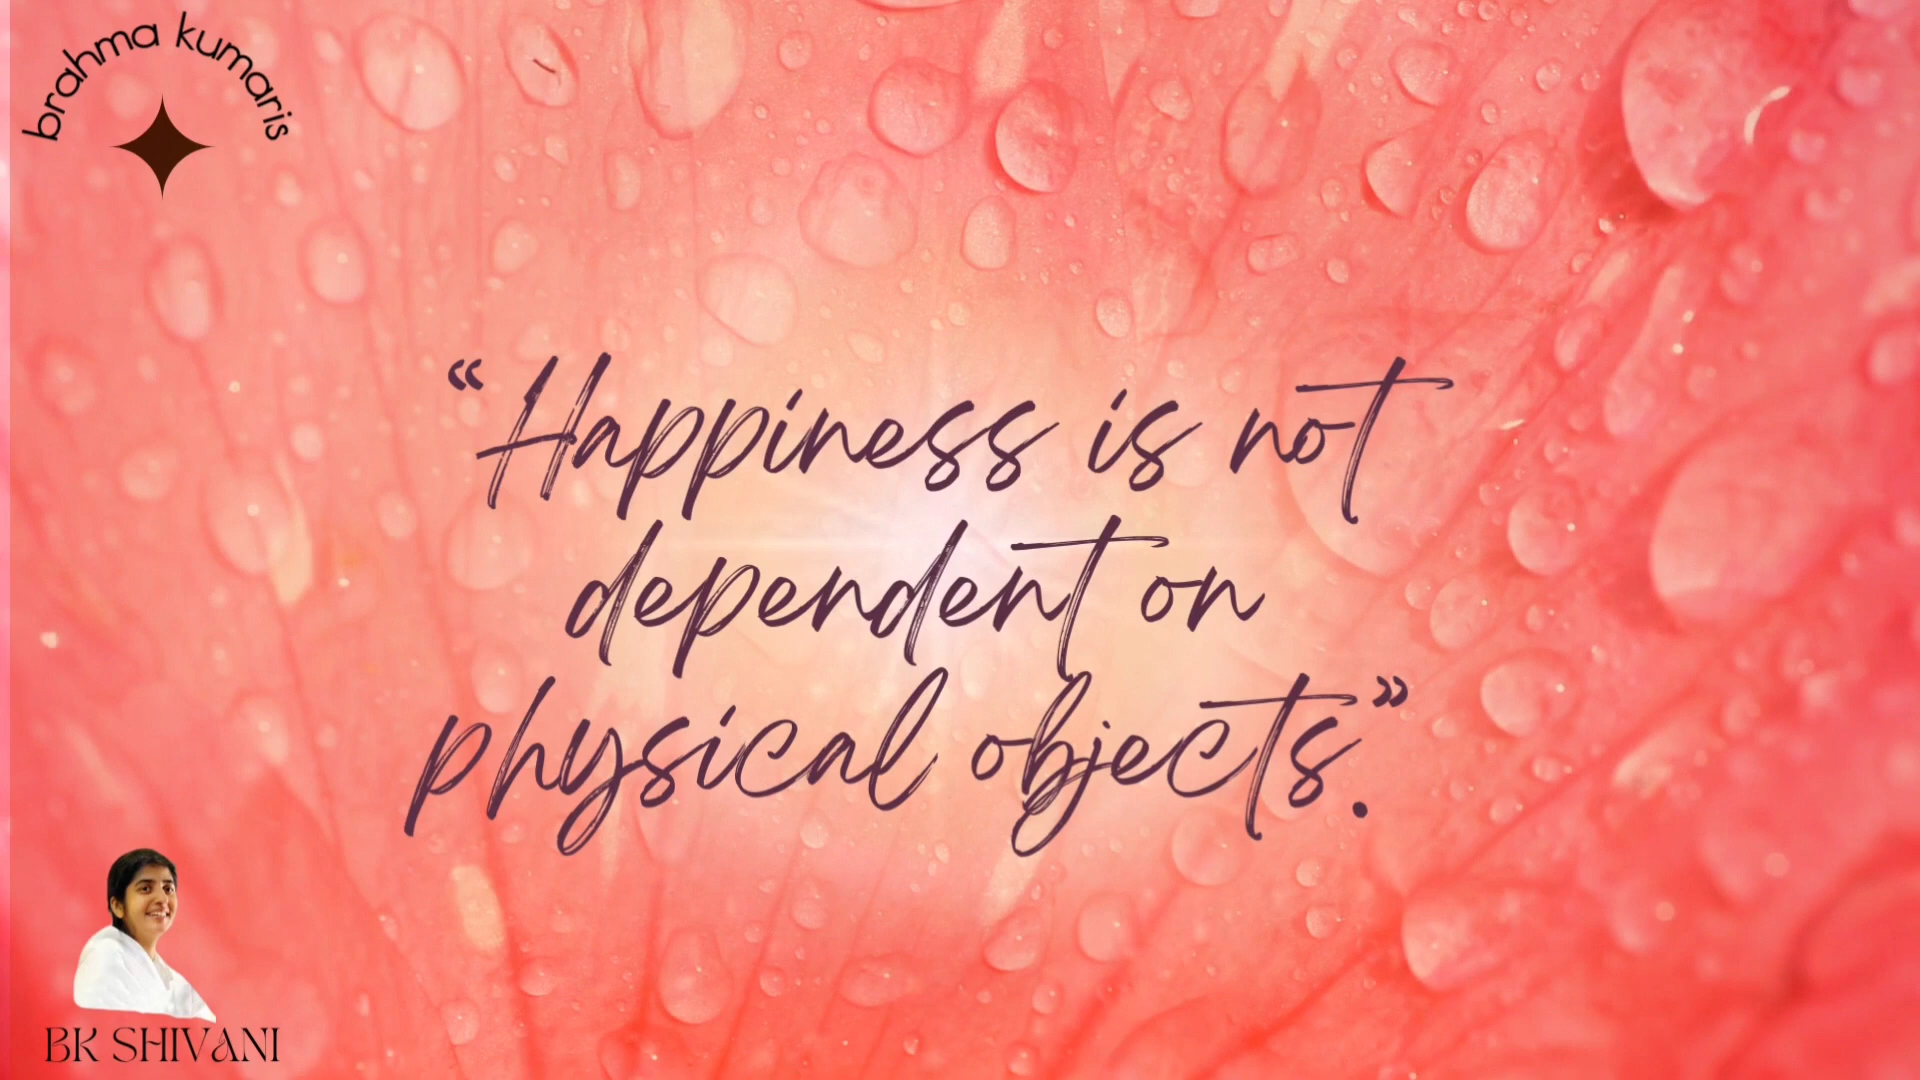 brahma kumaris
“Happiness is not
dependent on
physical objects.”
BK SHIVANI